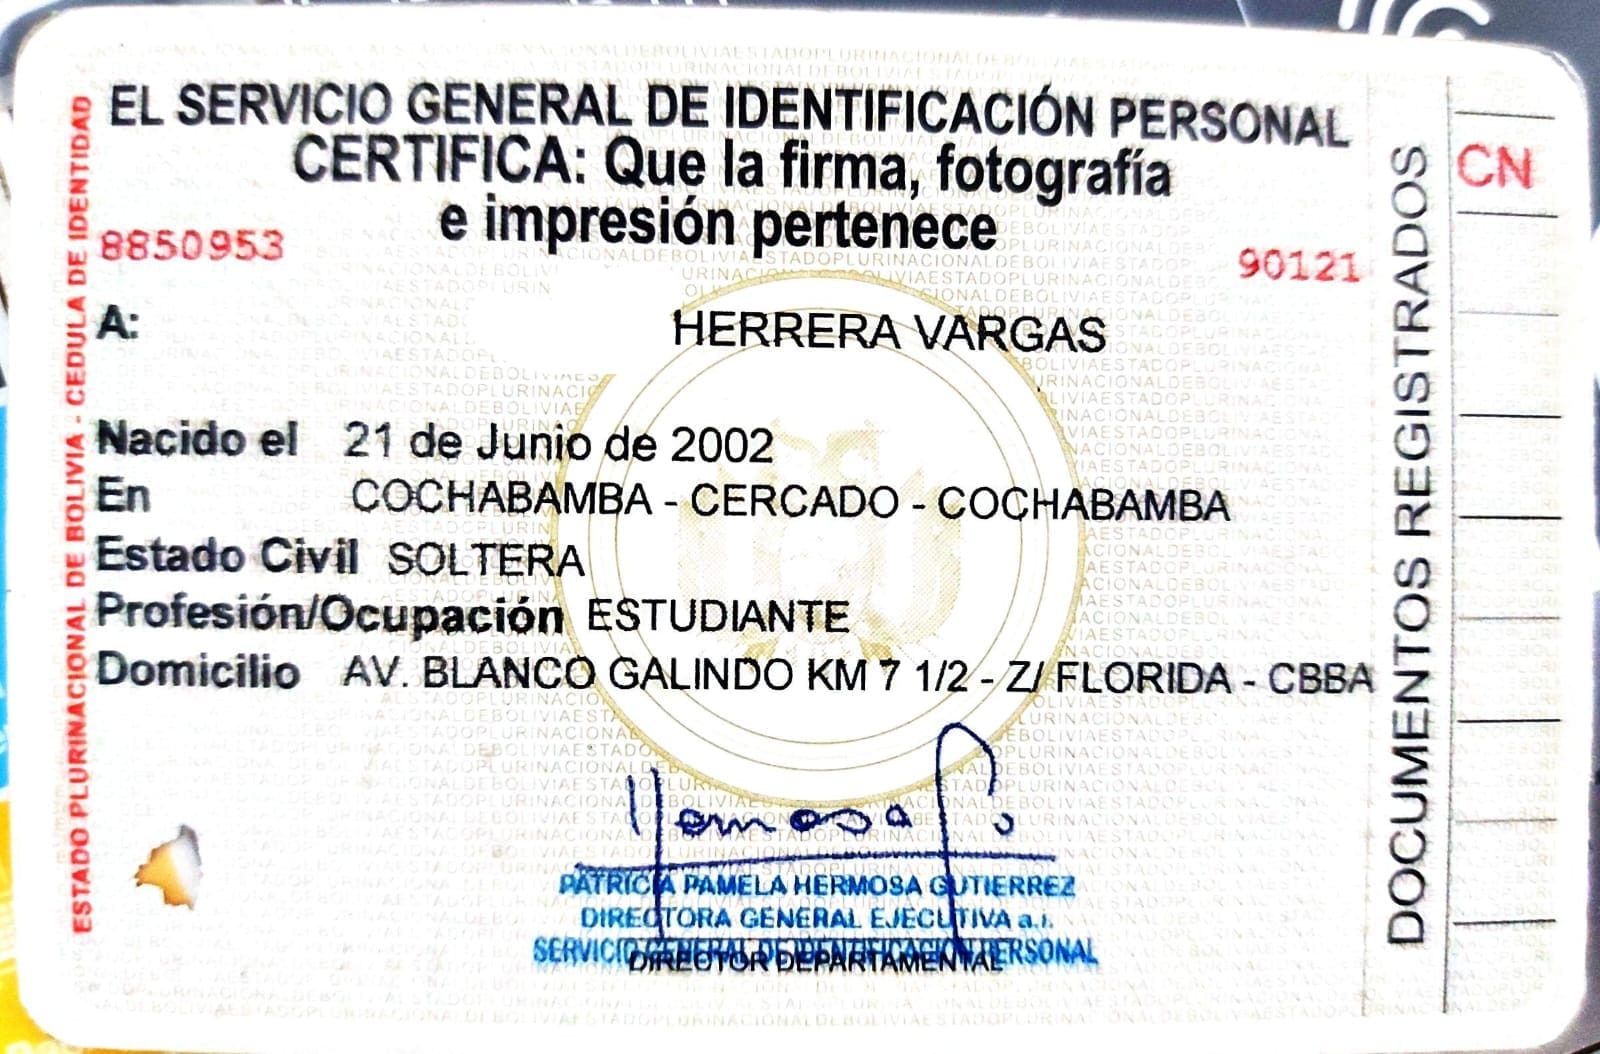 EL SERVICIO GENERAL DE IDENTIFICACIÓN PERSONAL
CERTIFICA: Que la firma, fotografía
e impresión pertenece
8850953
90121
A: HERRERA VARGAS
Nacido el 21 de Junio de 2002
En COCHABAMBA - CERCADO - COCHABAMBA
Estado Civil SOLTERA
Profesión/Ocupación ESTUDIANTE
Domicilio AV. BLANCO GALINDO KM 7 1/2 - Z/ FLORIDA - CBBA
Hermosa
PATRICIA PAMELA HERMOSA GUTIERREZ
DIRECTORA GENERAL EJECUTIVA a.i.
SERVICIO GENERAL DE IDENTIFICACION PERSONAL
DIRECTOR DEPARTAMENTAL
ESTADO PLURINACIONAL DE BOLIVIA - CEDULA DE IDENTIDAD
DOCUMENTOS REGISTRADOS
CN